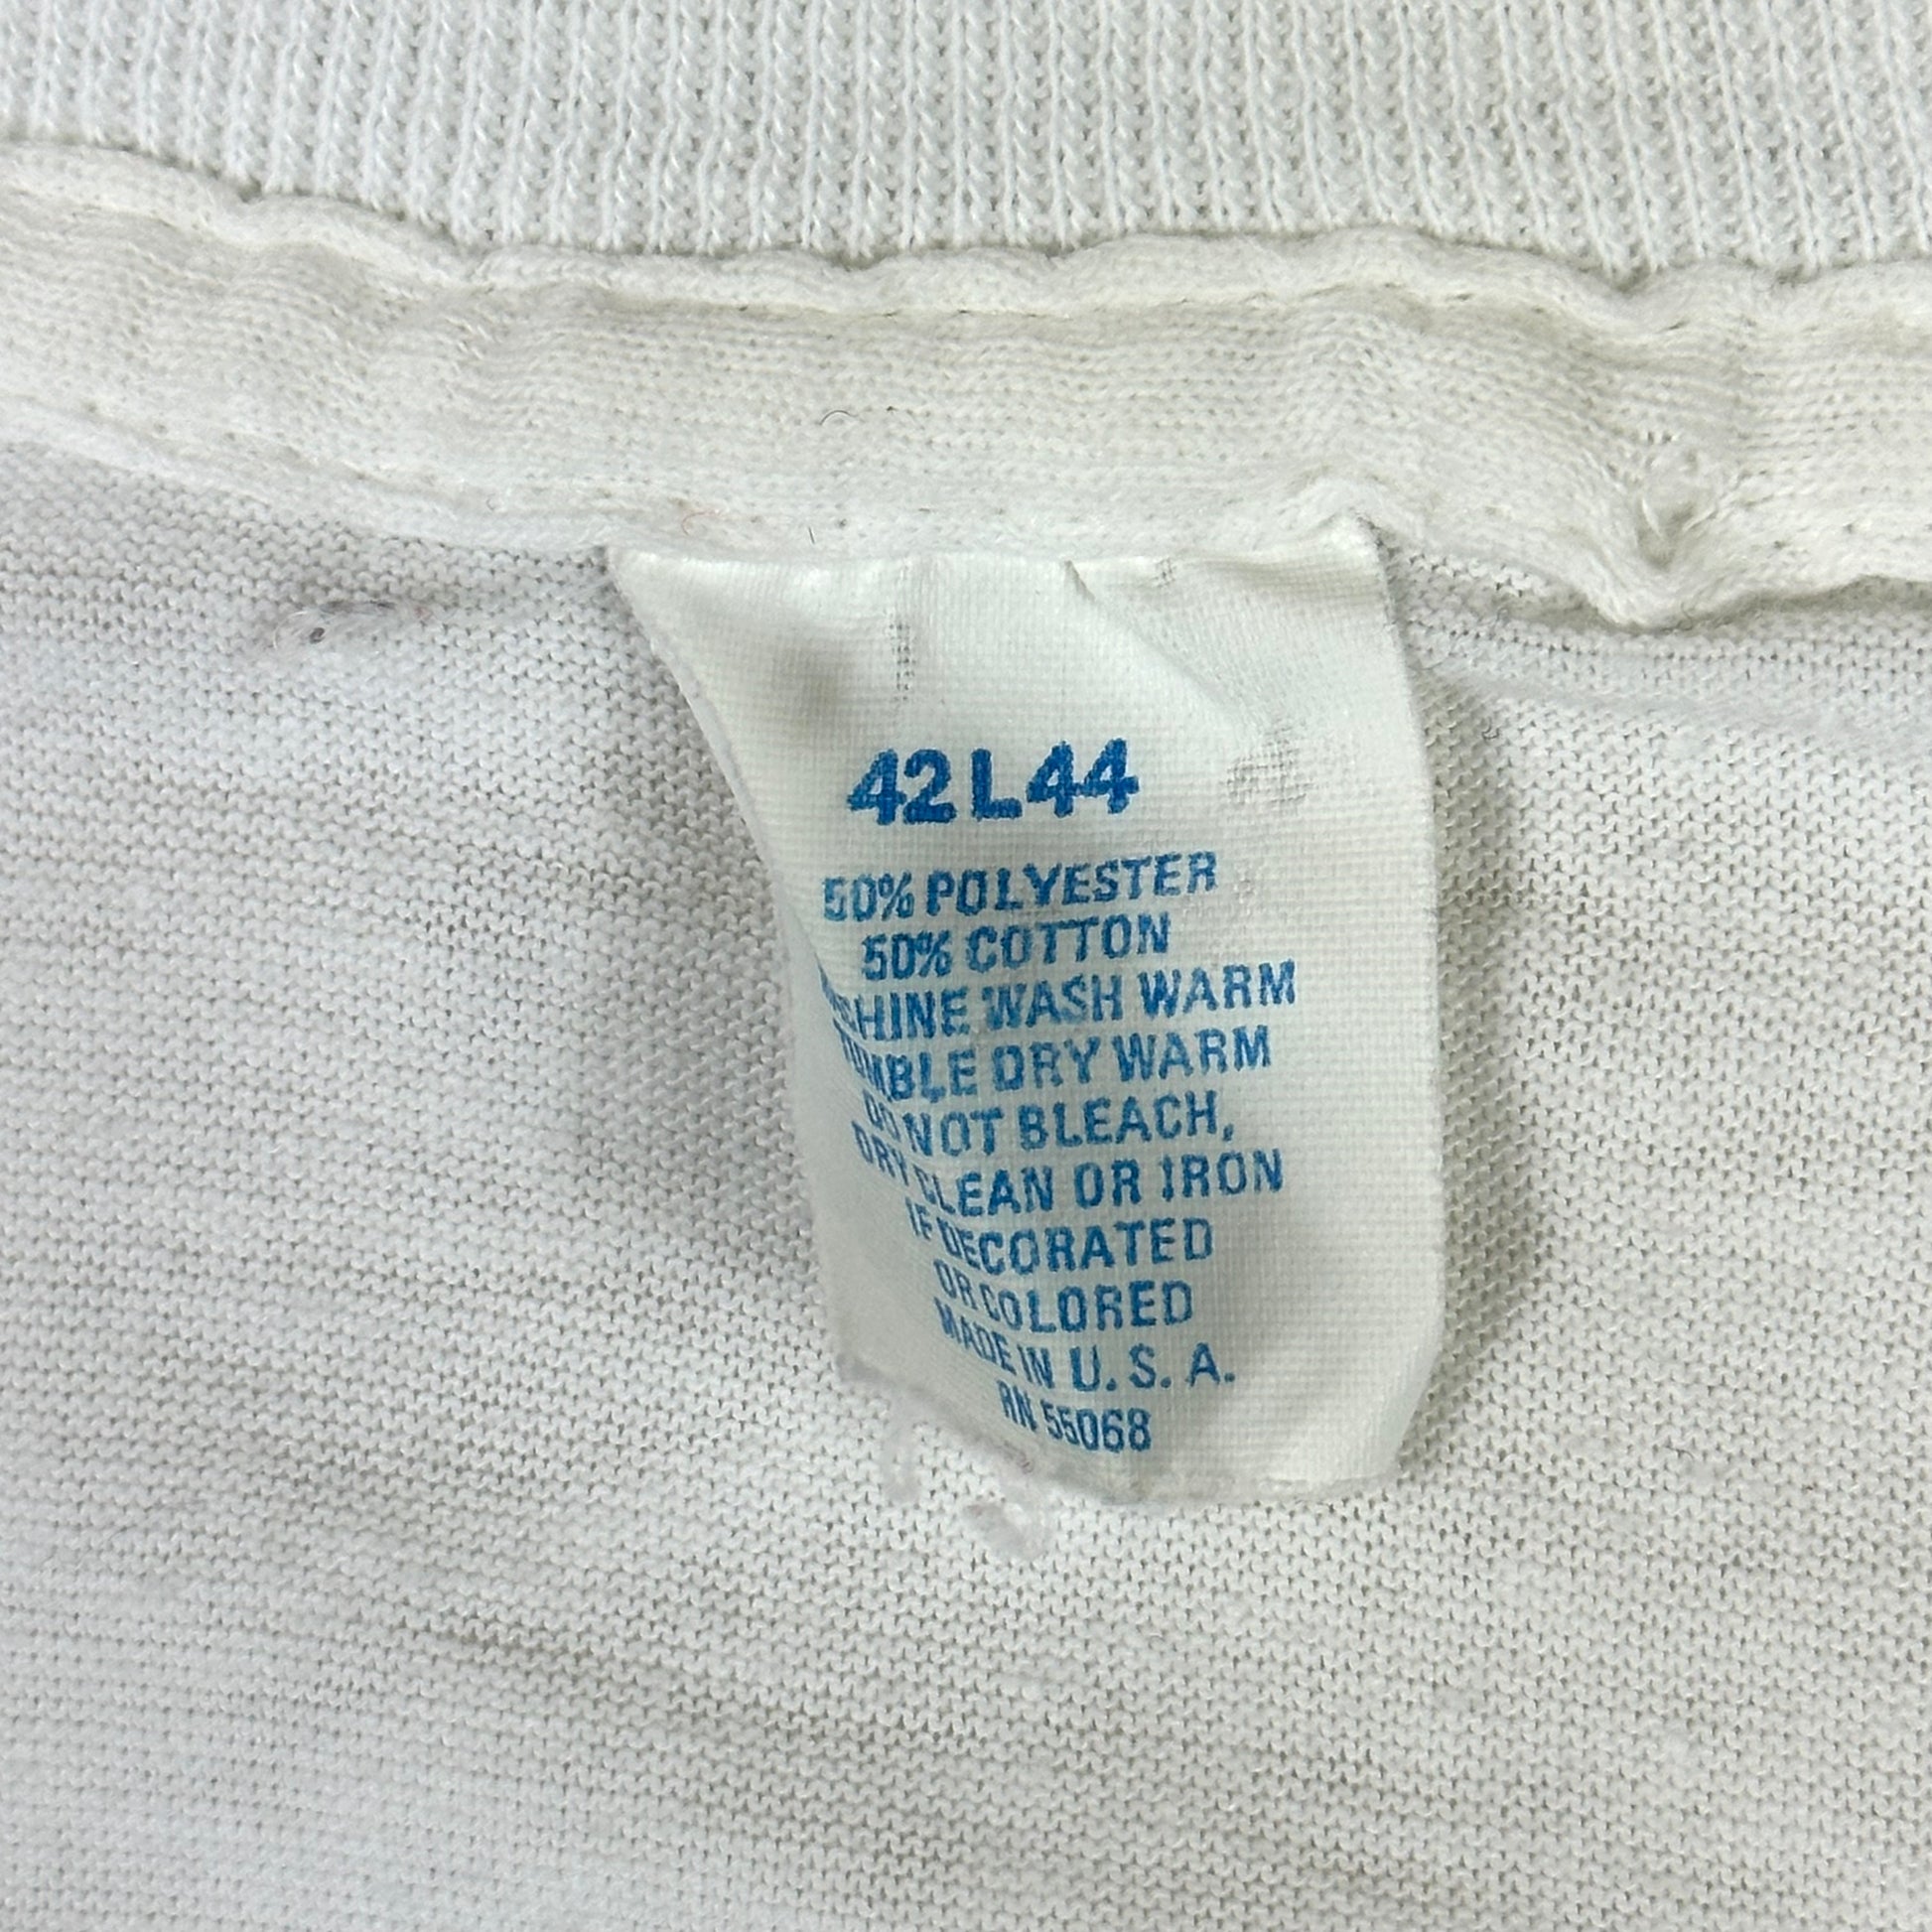 42 L 44
50% POLYESTER
50% COTTON
WASH WARM
TUMBLE DRY WARM
DO NOT BLEACH,
DRY CLEAN OR IRON
IF DECORATED
OR COLORED
MADE IN U. S. A.
RN 55068